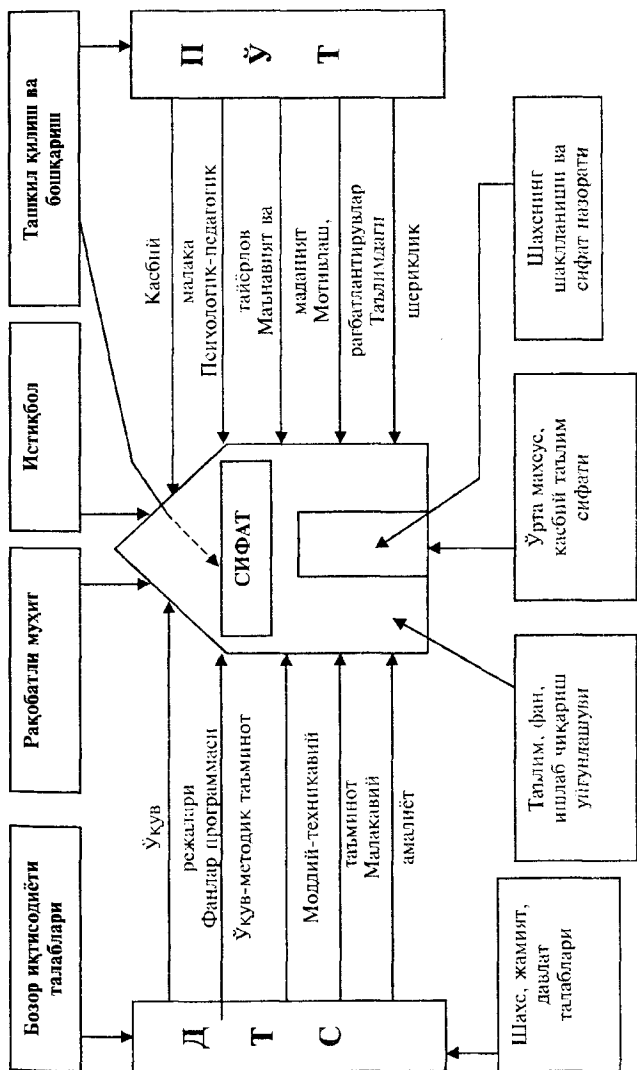 Бозор иқтисодиёти
талаблари
Рақобатли муҳит
Истиқбол
Ташкил қилиш ва
бошқариш
Д
Т
С
Ўқув
режалари
Фанлар программаси
Ўқув-методик таъминот
Моддий-техникавий
таъминот
Малакавий
амалиёт
СИФАТ
Касбий
малака
Психологик-педагогик
тайёрлов
Маънавият ва
маданият
Мотивлаш,
рағбатлантирувлар
Таълимдаги
шериклик
П
Ў
Т
Шахс, жамият,
давлат
талаблари
Таълим, фан,
ишлаб чиқариш
уйғунлашуви
Ўрта махсус,
касбий таълим
сифати
Шахснинг
шаклланиши ва
сифат назорати